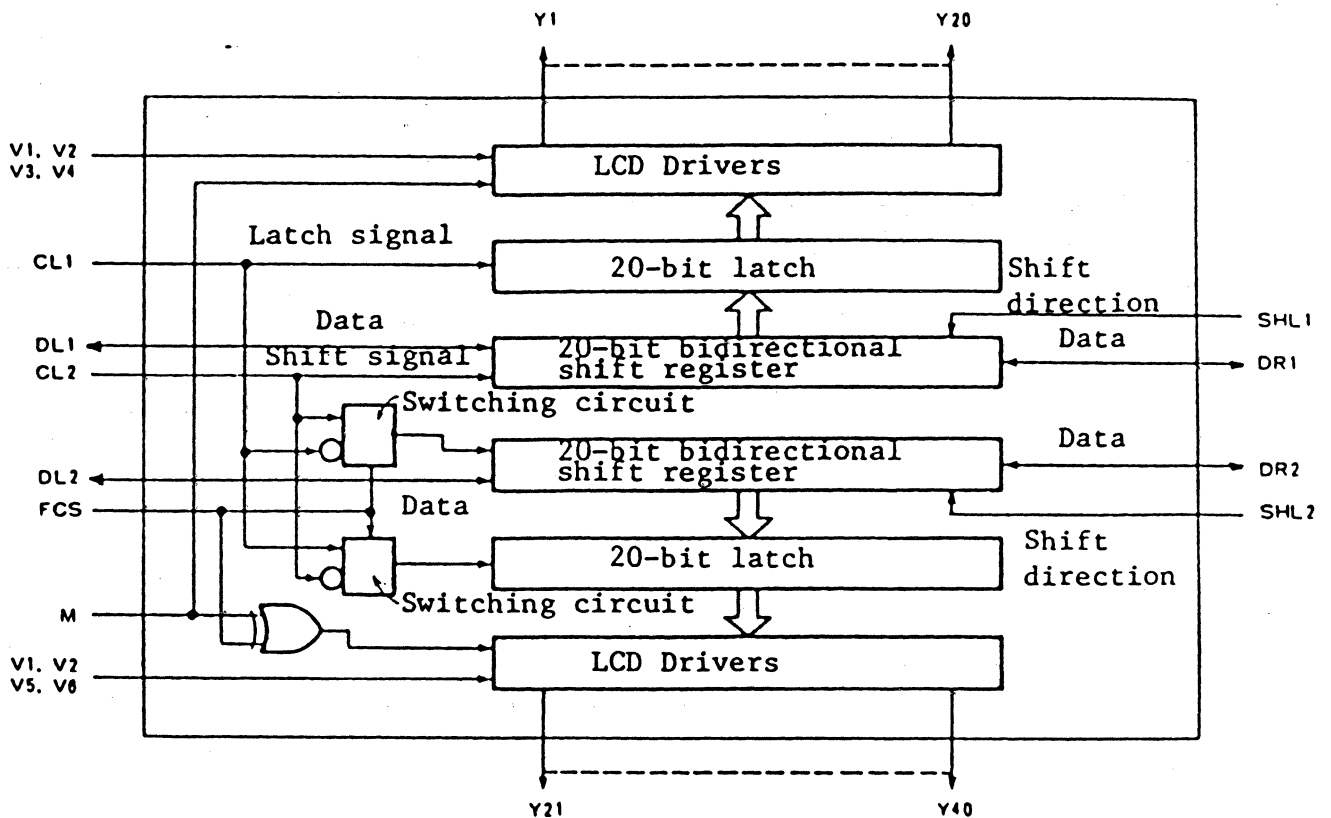 Y1
Y20
V1, V2
V3, V4
LCD Drivers
Latch signal
CL1
20-bit latch
Shift
direction
SHL1
Data
DL1
20-bit bidirectional
shift register
Data
DR1
Shift signal
CL2
Switching circuit
20-bit bidirectional
shift register
Data
DR2
DL2
FCS
Data
SHL2
20-bit latch
Shift
direction
Switching circuit
M
V1, V2
V5, V6
LCD Drivers
Y21
Y40